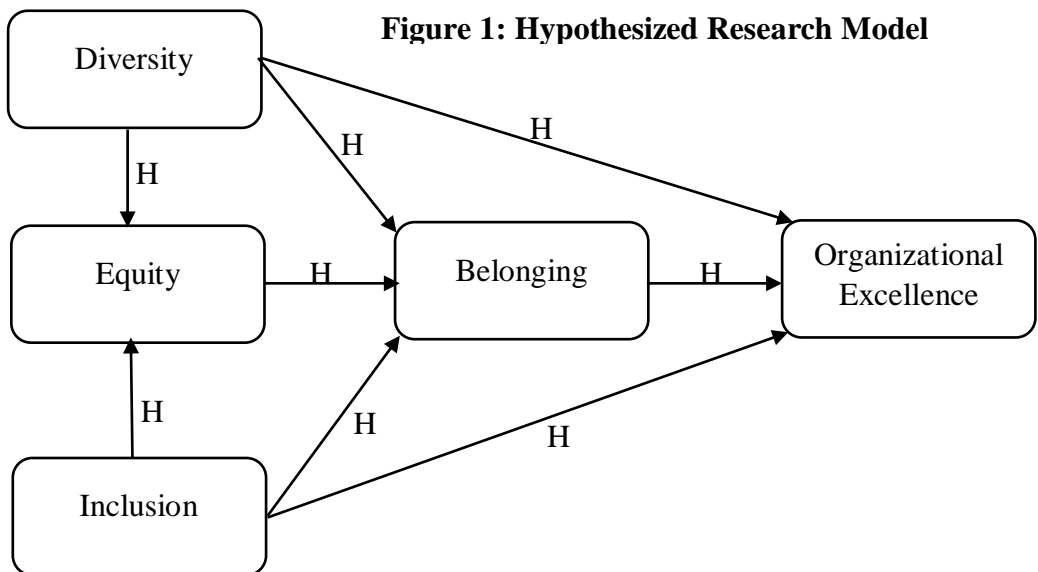 Figure 1: Hypothesized Research Model
Diversity
H
H
H
Equity
H
Belonging
H
Organizational
Excellence
H
H
H
Inclusion